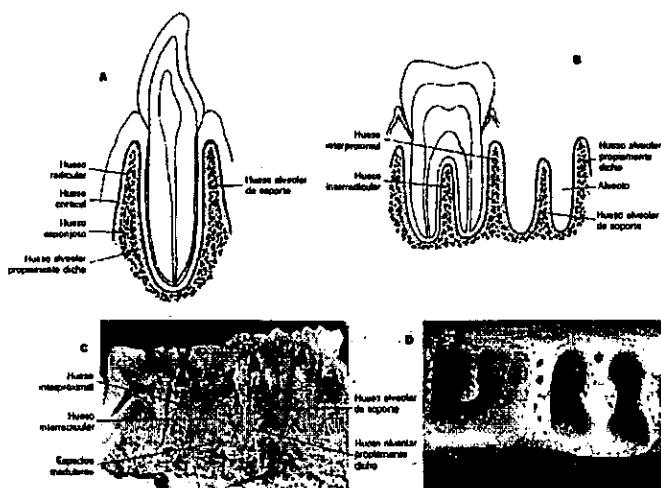 A
Hueso
radicular
Hueso
cortical
Hueso
esponjoso
Hueso alveolar
propiamente dicho
Hueso alveolar
de soporte
B
Hueso
interproximal
Hueso
interradicular
Hueso alveolar
propiamente
dicho
Alveolo
Hueso alveolar
de soporte
C
Hueso
interproximal
Hueso
interradicular
Espacios
medulares
Hueso alveolar
de soporte
Hueso alveolar
propiamente
dicho
D